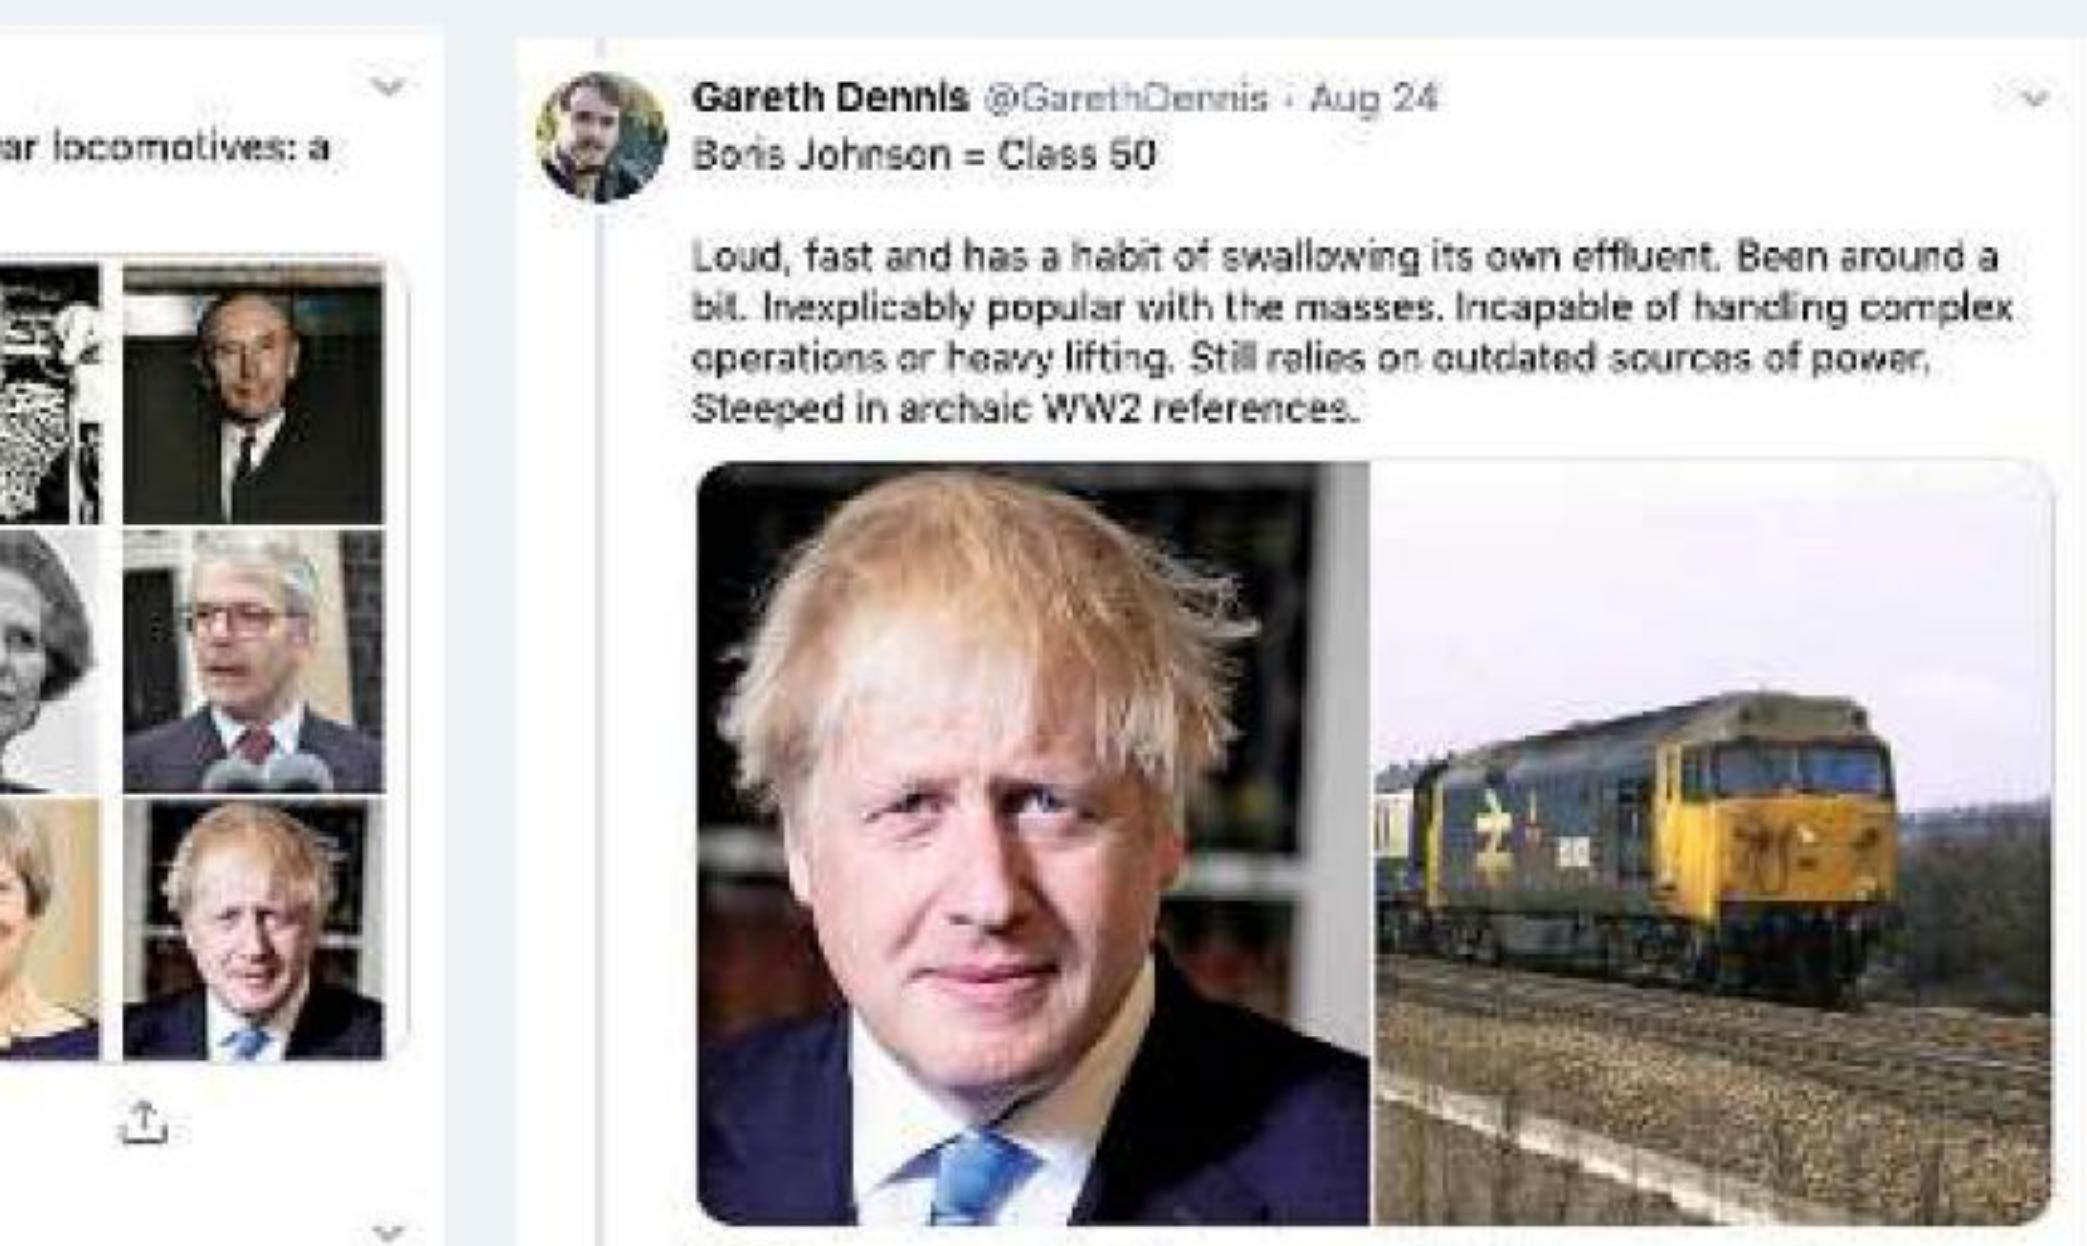 ar locomotives: a
Gareth Dennis @GarethDennis · Aug 24
Boris Johnson = Class 50
Loud, fast and has a habit of swallowing its own effluent. Been around a
bit. Inexplicably popular with the masses. Incapable of handling complex
operations or heavy lifting. Still relies on outdated sources of power.
Steeped in archaic WW2 references.